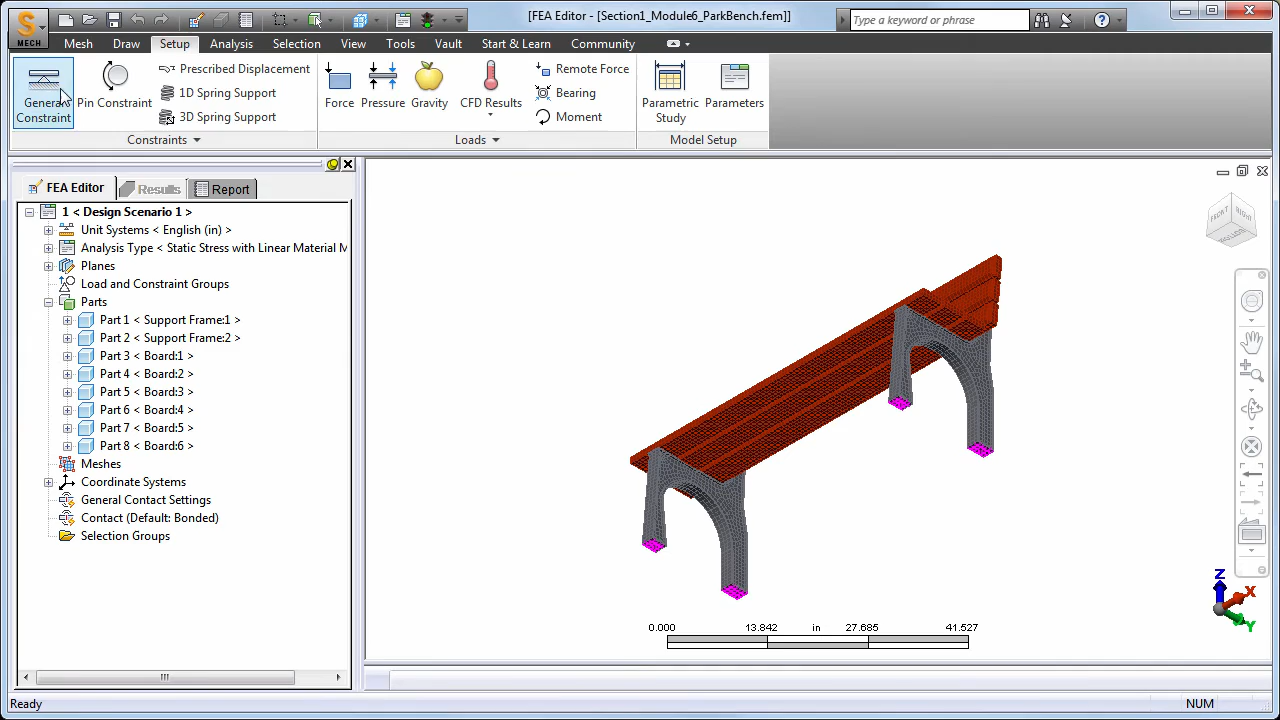 [FEA Editor - [Section1_Module6_ParkBench.fem]]
Type a keyword or phrase
MECH
Mesh Draw Setup Analysis Selection View Tools Vault Start & Learn Community
General Constraint
Pin Constraint
Prescribed Displacement
1D Spring Support
3D Spring Support
Constraints
Force
Pressure
Gravity
CFD Results
Remote Force
Bearing
Moment
Loads
Parametric Study
Parameters
Model Setup
FEA Editor Results Report
1 < Design Scenario 1 >
Unit Systems < English (in) >
Analysis Type < Static Stress with Linear Material M
Planes
Load and Constraint Groups
Parts
Part 1 < Support Frame:1 >
Part 2 < Support Frame:2 >
Part 3 < Board:1 >
Part 4 < Board:2 >
Part 5 < Board:3 >
Part 6 < Board:4 >
Part 7 < Board:5 >
Part 8 < Board:6 >
Meshes
Coordinate Systems
General Contact Settings
Contact (Default: Bonded)
Selection Groups
FRONT RIGHT
Z
X
Y
0.000 13.842 in 27.685 41.527
Ready
NUM